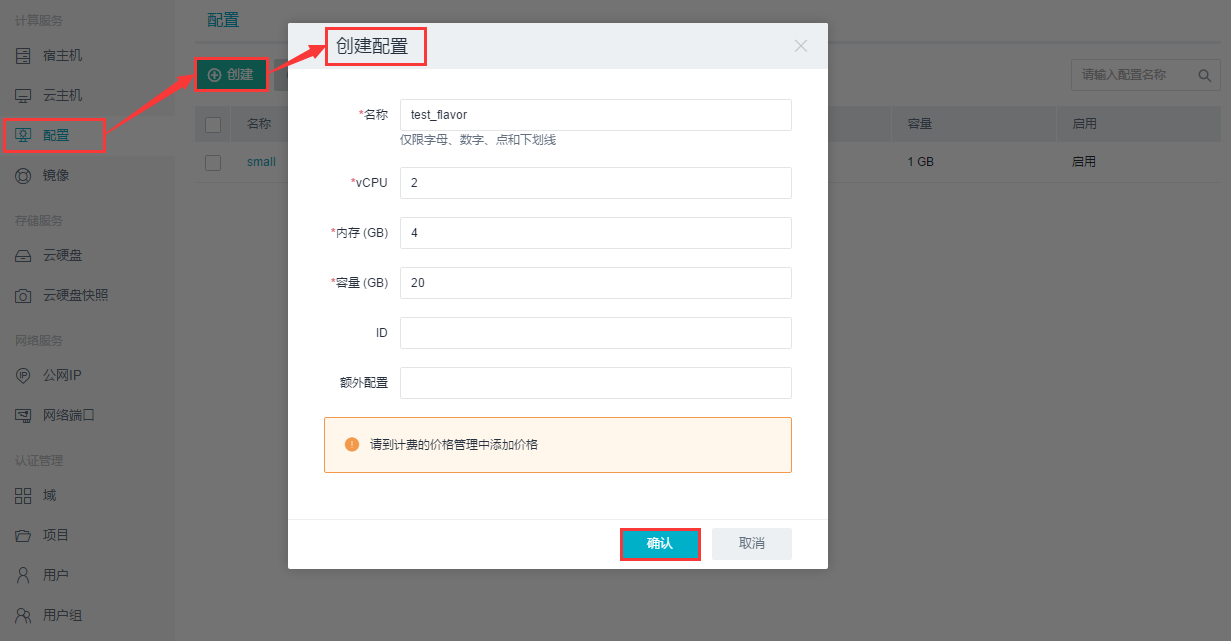 计算服务
宿主机
云主机
配置
镜像
存储服务
云硬盘
云硬盘快照
网络服务
公网IP
网络端口
认证管理
域
项目
用户
用户组
配置
创建
请输入配置名称
名称
容量
启用
small
1 GB
启用
创建配置
*名称
test_flavor
仅限字母、数字、点和下划线
*vCPU
2
*内存 (GB)
4
*容量 (GB)
20
ID
额外配置
请到计费的价格管理中添加价格
确认
取消